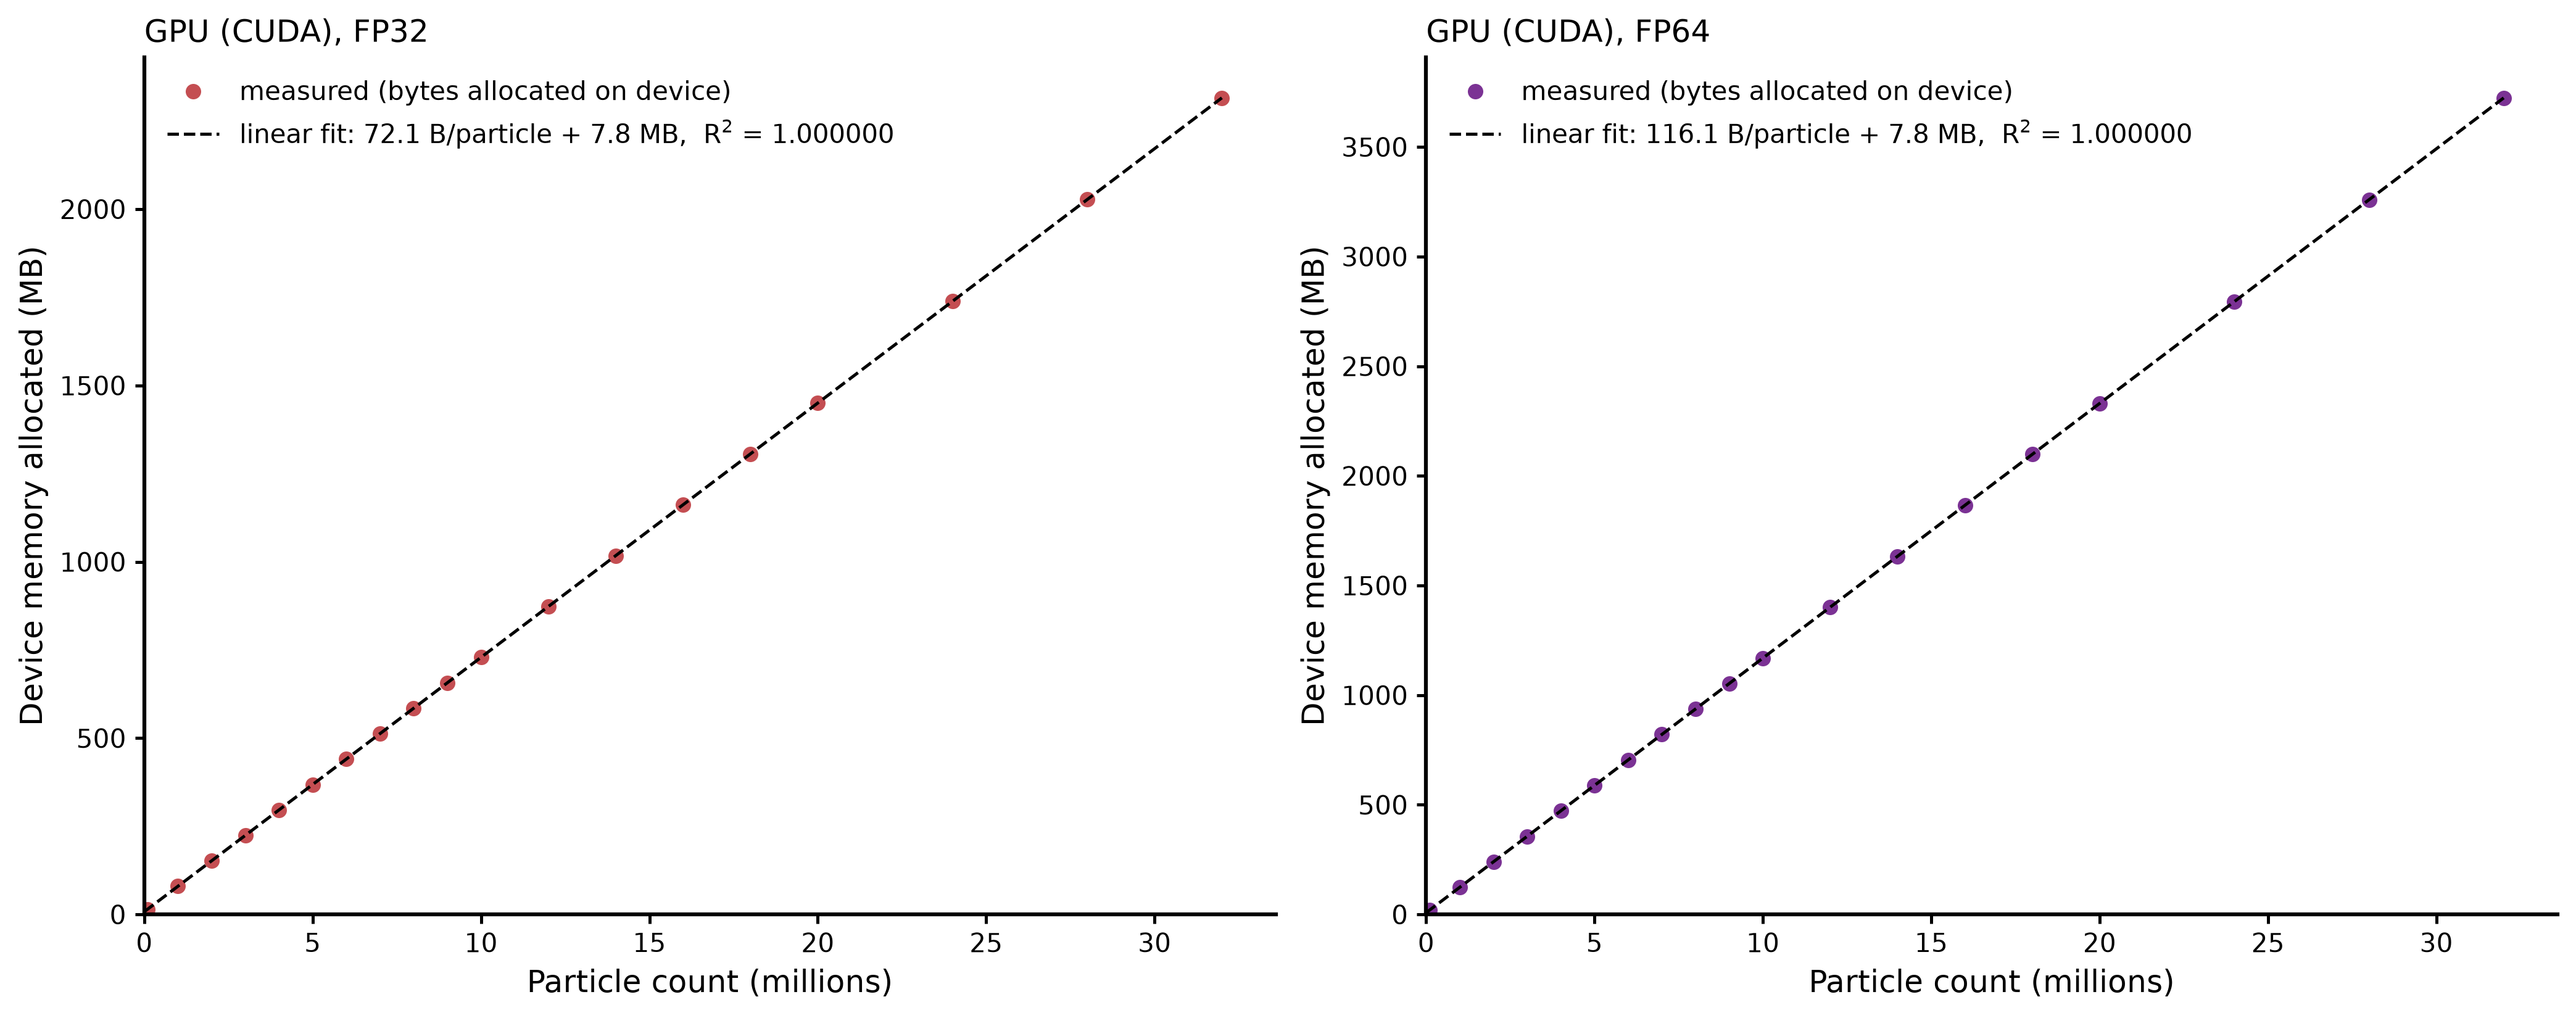 GPU (CUDA), FP32
measured (bytes allocated on device)
linear fit: 72.1 B/particle + 7.8 MB, R² = 1.000000
Device memory allocated (MB)
2000
1500
1000
500
0
0 5 10 15 20 25 30
Particle count (millions)
GPU (CUDA), FP64
measured (bytes allocated on device)
linear fit: 116.1 B/particle + 7.8 MB, R² = 1.000000
Device memory allocated (MB)
3500
3000
2500
2000
1500
1000
500
0
0 5 10 15 20 25 30
Particle count (millions)